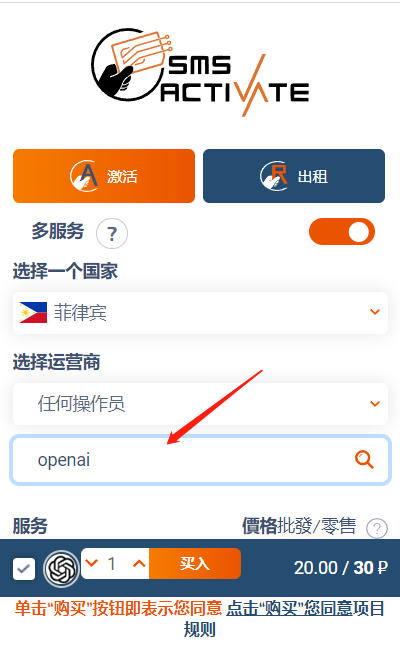 SMS
ACTIVATE
A 激活
R 出租
多服务 ?
选择一个国家
菲律宾
选择运营商
任何操作员
openai
服务 價格批發/零售 ?
1 买入 20.00 / 30 ₽
单击“购买”按钮即表示您同意 点击“购买”您同意项目
规则